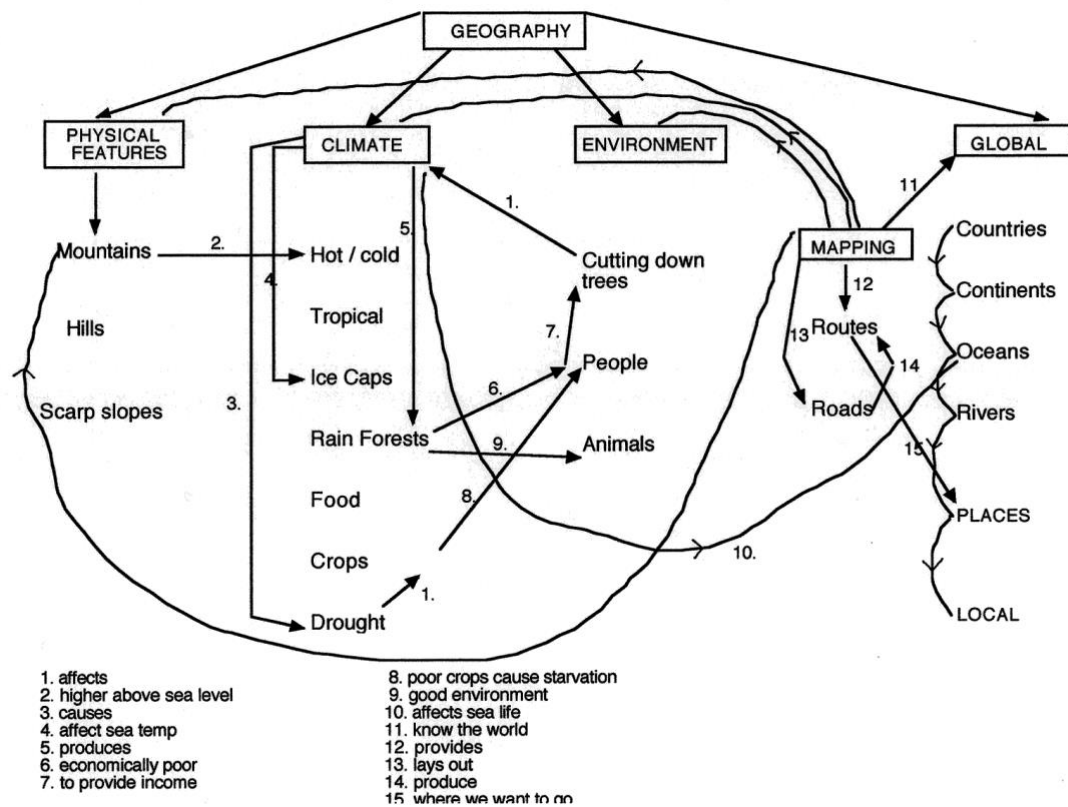 GEOGRAPHY
PHYSICAL
FEATURES
CLIMATE
ENVIRONMENT
GLOBAL
1.
11
5.
Mountains
2.
Hot / cold
Cutting down
trees
MAPPING
Countries
4
12
Continents
Hills
Tropical
7.
13
Routes
Oceans
Ice Caps
People
14
Scarp slopes
3.
6.
Roads
Rivers
Rain Forests
9.
Animals
15
Food
8.
PLACES
Crops
10.
1.
Drought
LOCAL
1. affects
2. higher above sea level
3. causes
4. affect sea temp
5. produces
6. economically poor
7. to provide income
8. poor crops cause starvation
9. good environment
10. affects sea life
11. know the world
12. provides
13. lays out
14. produce
15. where we want to go